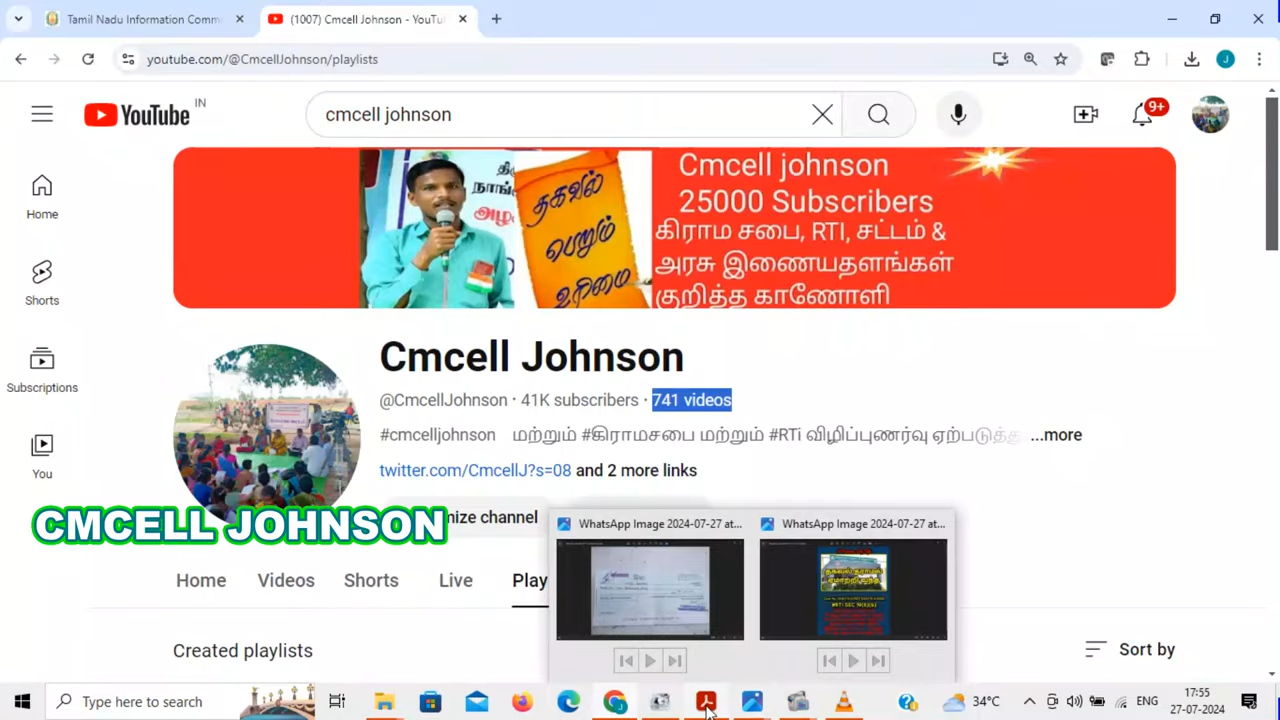 Tamil Nadu Information Comm
(1007) Cmcell Johnson - YouTu
youtube.com/@CmcellJohnson/playlists
YouTube IN
cmcell johnson
9+
Cmcell johnson
25000 Subscribers
கிராம சபை, RTI, சட்டம் &
அரசு இணையதளங்கள்
குறித்த காணோளி
தகவல்
பெறும்
உரிமை
Home
Shorts
Subscriptions
You
Cmcell Johnson
@CmcellJohnson · 41K subscribers · 741 videos
#cmcelljohnson மற்றும் #கிராமசபை மற்றும் #RTi விழிப்புணர்வு ஏற்படுத்த ...more
twitter.com/CmcellJ?s=08 and 2 more links
mize channel
CMCELL JOHNSON
WhatsApp Image 2024-07-27 at...
WhatsApp Image 2024-07-27 at...
Home Videos Shorts Live Play
Created playlists
Sort by
Type here to search
34°C
ENG
17:55
27-07-2024